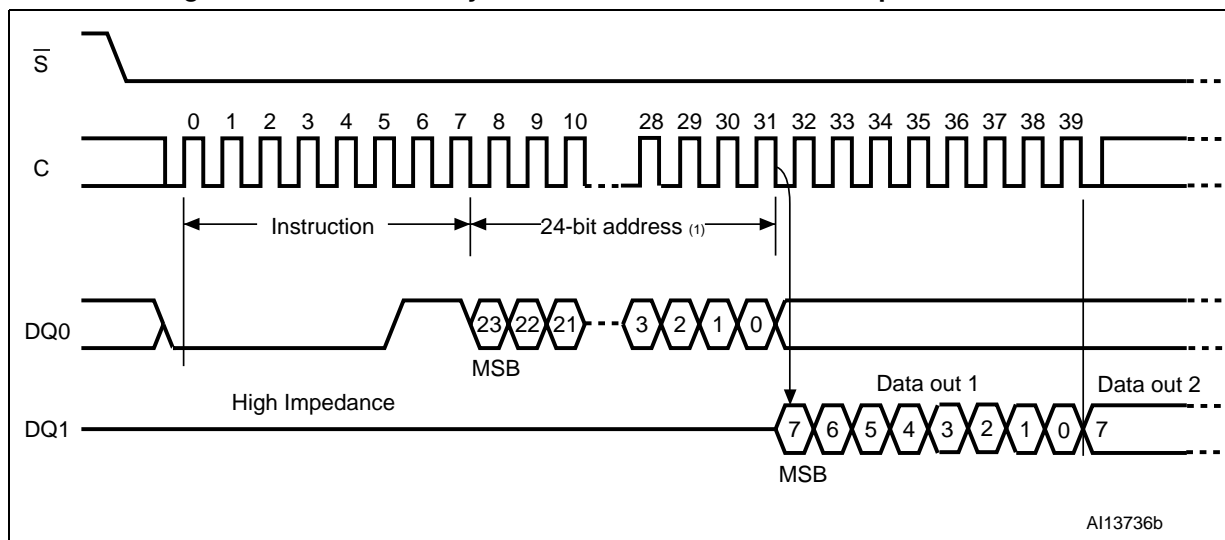 S
0 1 2 3 4 5 6 7 8 9 10 28 29 30 31 32 33 34 35 36 37 38 39
C
Instruction 24-bit address (1)
DQ0 23 22 21 3 2 1 0
MSB
High Impedance Data out 1 Data out 2
DQ1 7 6 5 4 3 2 1 0 7
MSB
AI13736b